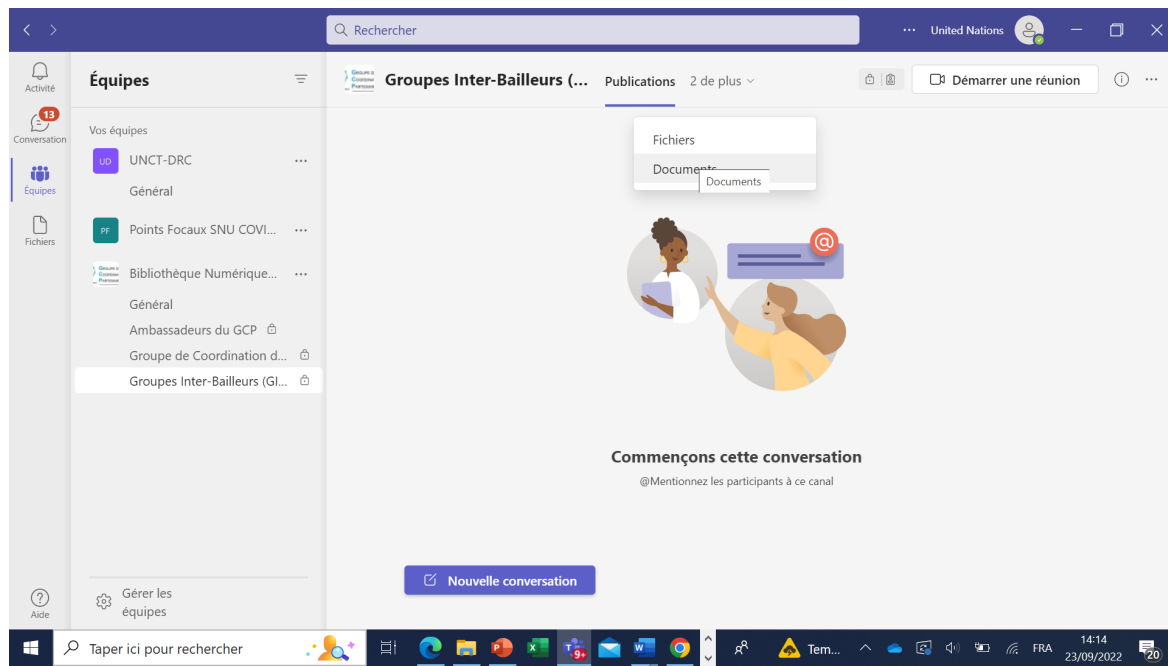 Rechercher
United Nations
Activité
13
Conversation
Équipes
Fichiers
Aide
Équipes
Vos équipes
UD
UNCT-DRC
Général
PF
Points Focaux SNU COVI...
Bibliothèque Numérique...
Général
Ambassadeurs du GCP
Groupe de Coordination d...
Groupes Inter-Bailleurs (GI...
Gérer les
équipes
Groupes Inter-Bailleurs (...
Publications
2 de plus
Démarrer une réunion
Fichiers
Documents
Documents
@
Commençons cette conversation
@Mentionnez les participants à ce canal
Nouvelle conversation
Taper ici pour rechercher
9+
Tem...
FRA
14:14
23/09/2022
20